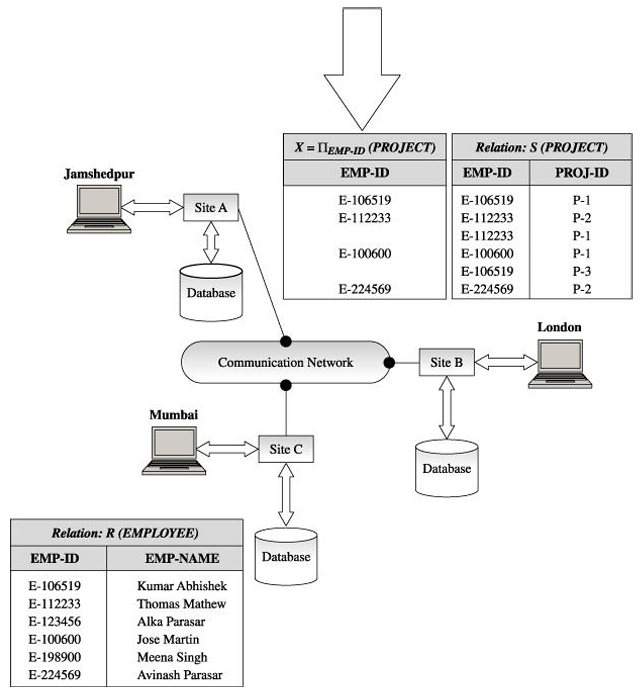 X = Π EMP-ID (PROJECT)
EMP-ID
E-106519
E-112233
E-100600
E-224569
Relation: S (PROJECT)
EMP-ID PROJ-ID
E-106519 P-1
E-112233 P-2
E-112233 P-1
E-100600 P-1
E-106519 P-3
E-224569 P-2
Jamshedpur
Site A
Database
Communication Network
London
Site B
Database
Mumbai
Site C
Database
Relation: R (EMPLOYEE)
EMP-ID EMP-NAME
E-106519 Kumar Abhishek
E-112233 Thomas Mathew
E-123456 Alka Parasar
E-100600 Jose Martin
E-198900 Meena Singh
E-224569 Avinash Parasar